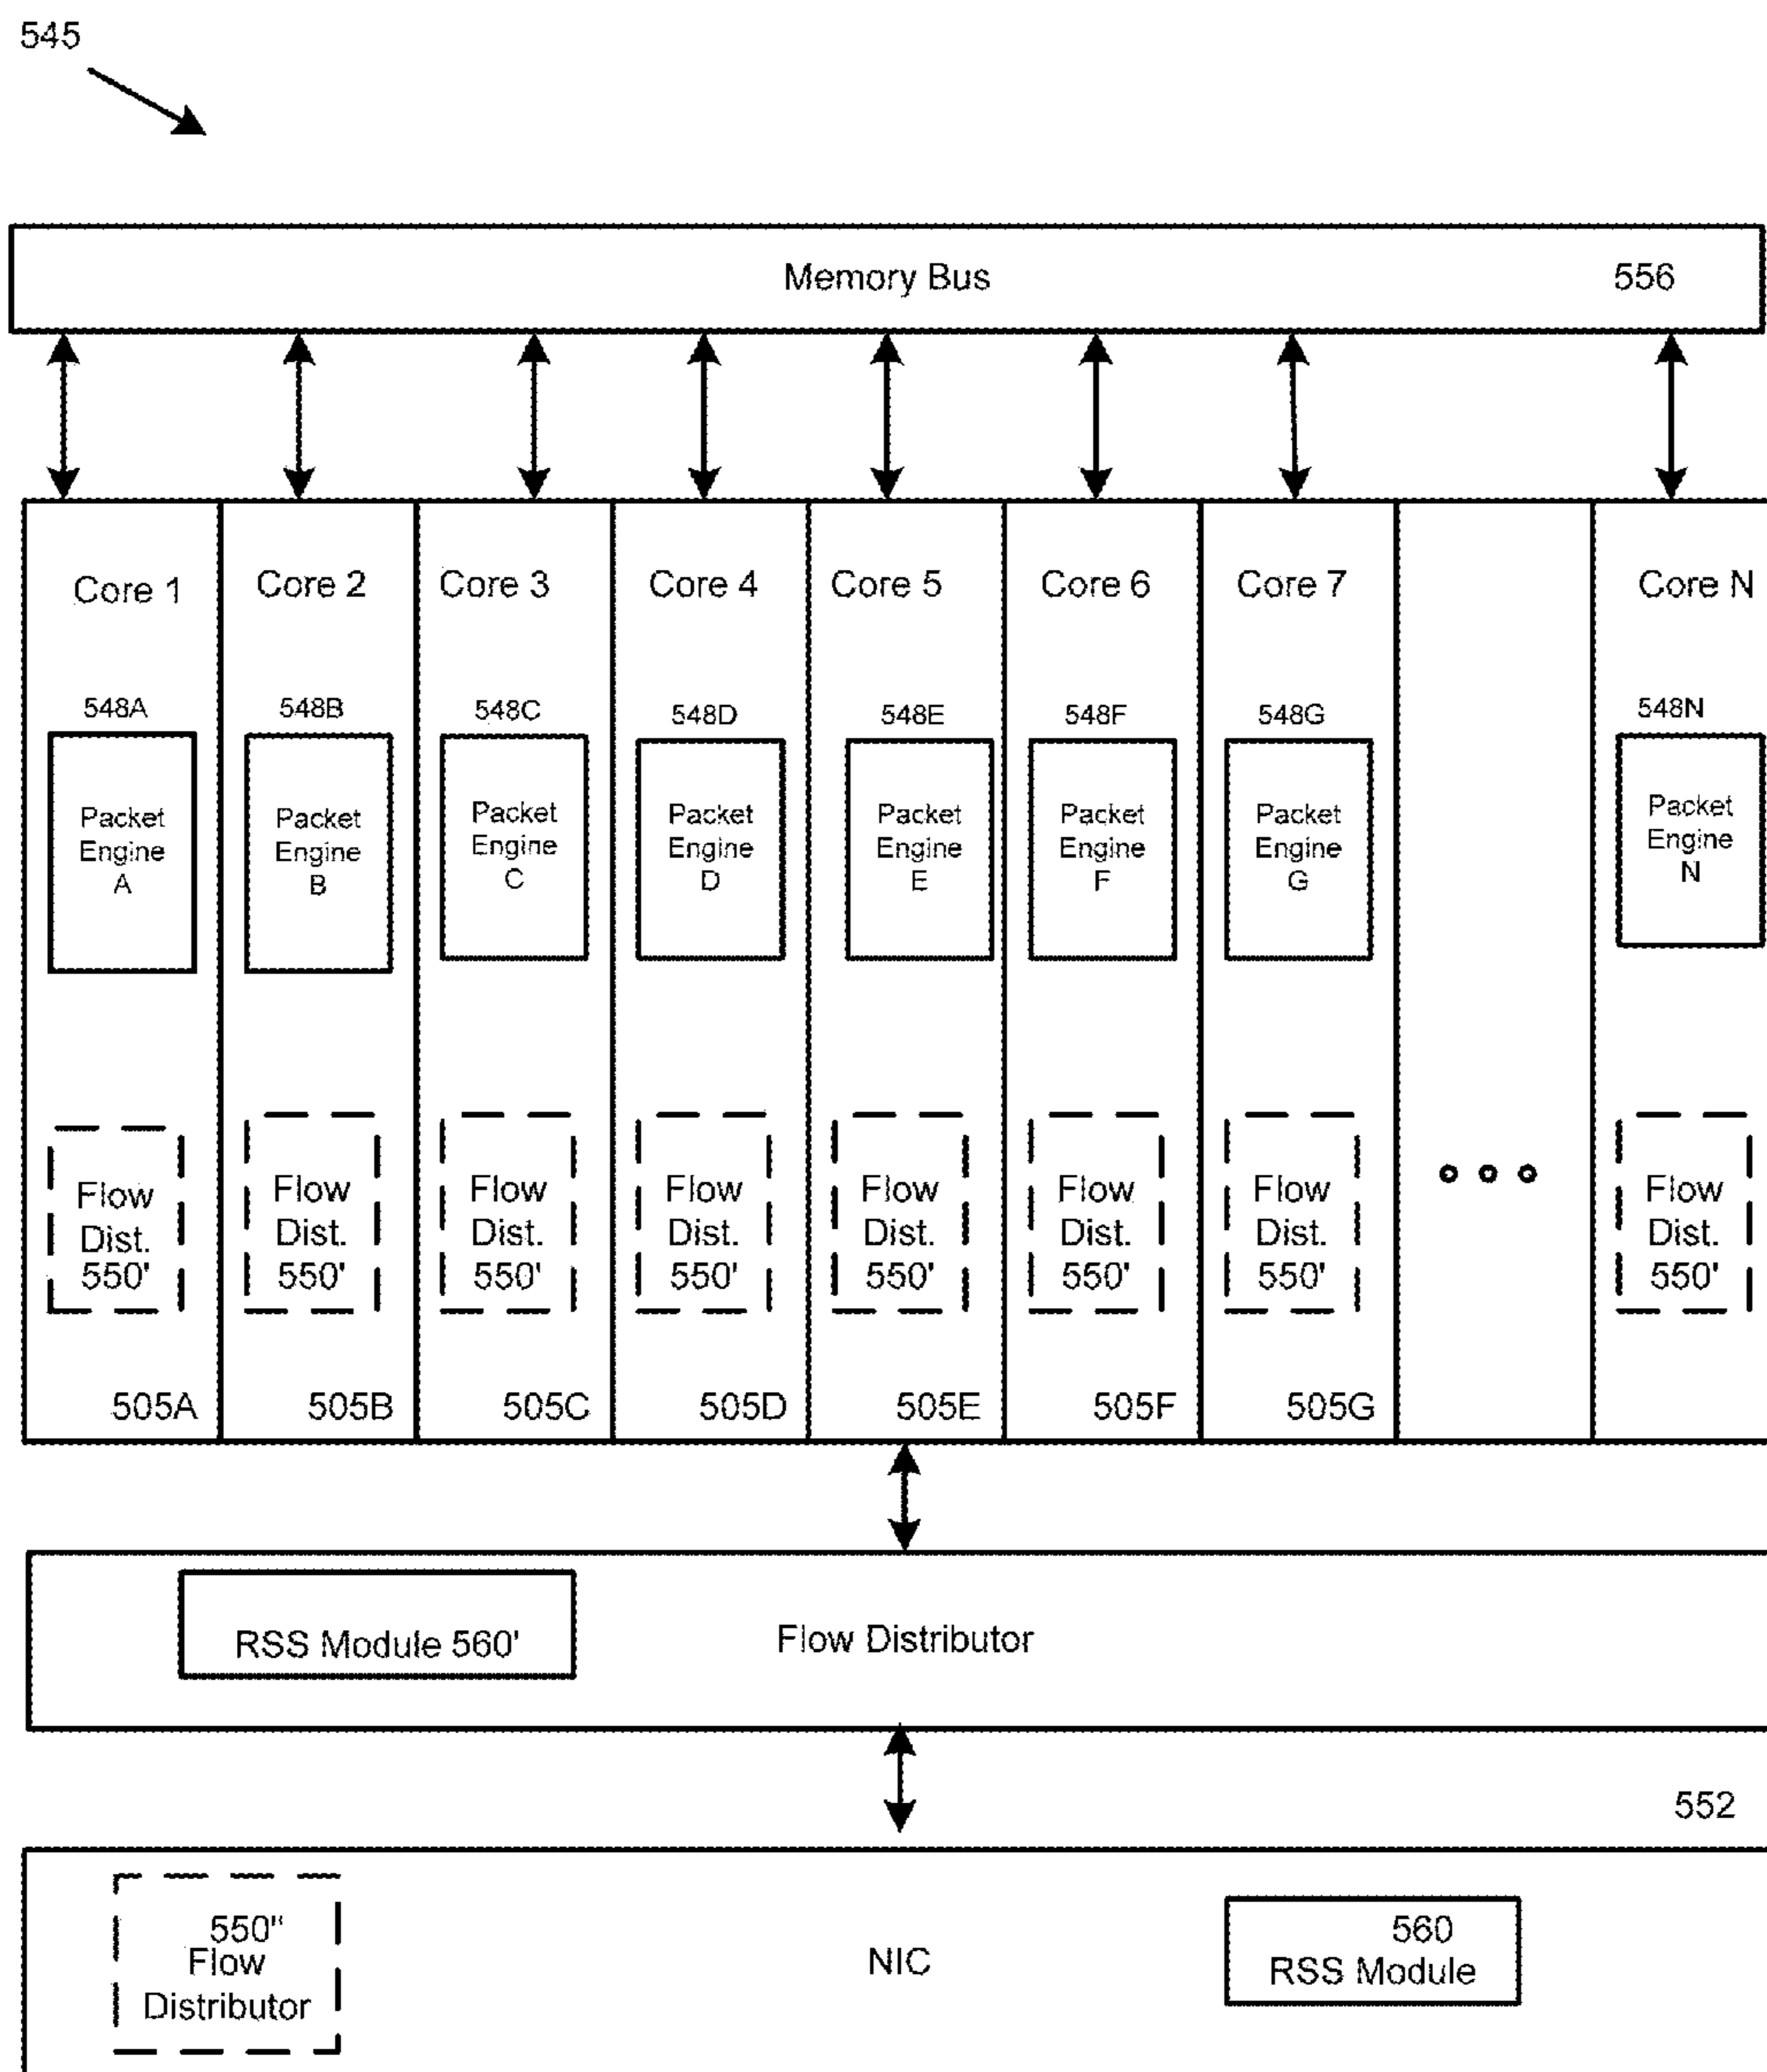 545
Memory Bus 556
Core 1 Core 2 Core 3 Core 4 Core 5 Core 6 Core 7 Core N
548A 548B 548C 548D 548E 548F 548G 548N
Packet Packet Packet Packet Packet Packet Packet Packet
Engine Engine Engine Engine Engine Engine Engine Engine
A B C D E F G N
Flow Flow Flow Flow Flow Flow Flow Flow
Dist. Dist. Dist. Dist. Dist. Dist. Dist. Dist.
550' 550' 550' 550' 550' 550' 550' 550'
505A 505B 505C 505D 505E 505F 505G
RSS Module 560' Flow Distributor
552
550"
Flow
Distributor
NIC
560
RSS Module